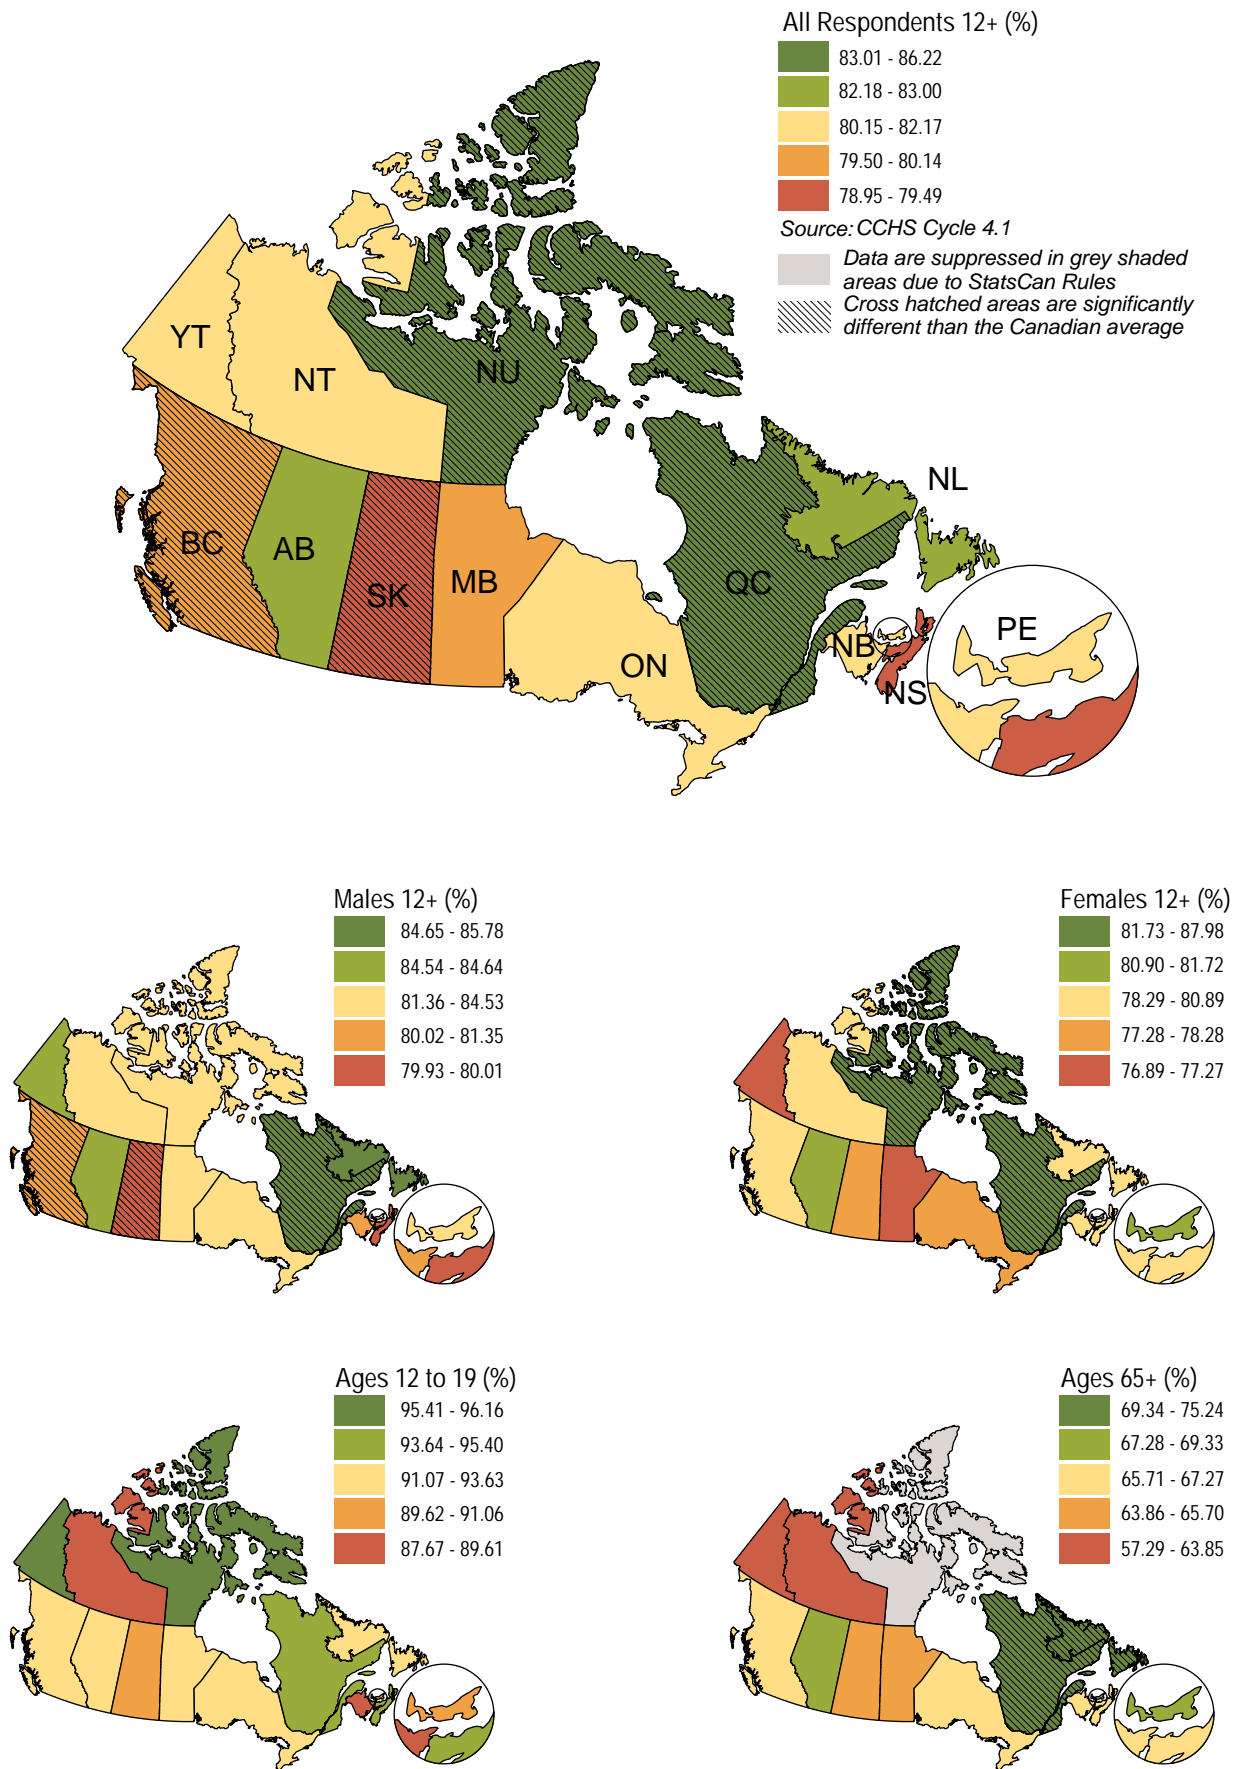 All Respondents 12+ (%)
83.01 - 86.22
82.18 - 83.00
80.15 - 82.17
79.50 - 80.14
78.95 - 79.49
Source: CCHS Cycle 4.1
Data are suppressed in grey shaded
areas due to StatsCan Rules
Cross hatched areas are significantly
different than the Canadian average
YT
NT
NU
NL
BC
AB
SK
MB
QC
ON
NB
PE
NS
Males 12+ (%)
84.65 - 85.78
84.54 - 84.64
81.36 - 84.53
80.02 - 81.35
79.93 - 80.01
Females 12+ (%)
81.73 - 87.98
80.90 - 81.72
78.29 - 80.89
77.28 - 78.28
76.89 - 77.27
Ages 12 to 19 (%)
95.41 - 96.16
93.64 - 95.40
91.07 - 93.63
89.62 - 91.06
87.67 - 89.61
Ages 65+ (%)
69.34 - 75.24
67.28 - 69.33
65.71 - 67.27
63.86 - 65.70
57.29 - 63.85